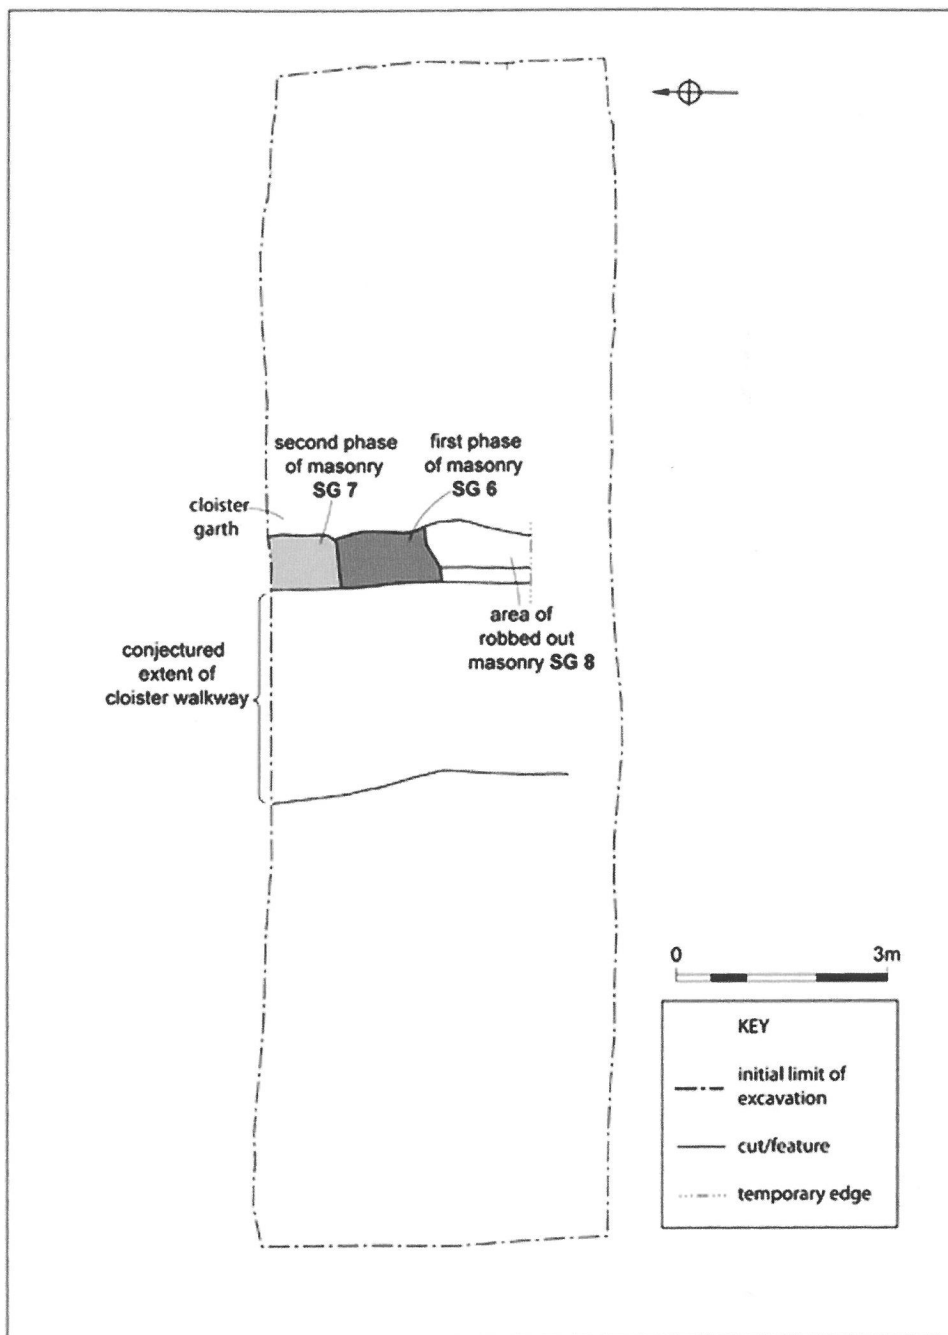 second phase
of masonry
SG 7
first phase
of masonry
SG 6
cloister
garth
area of
robbed out
masonry SG 8
conjectured
extent of
cloister walkway
0 3m
KEY
initial limit of
excavation
cut/feature
temporary edge